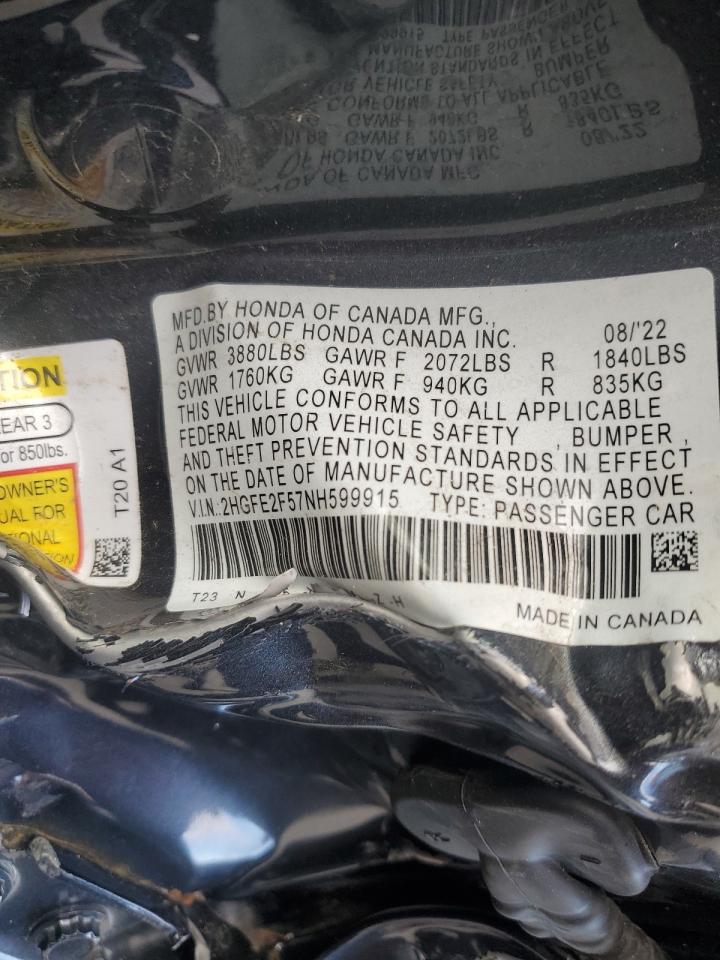 MFD.BY HONDA OF CANADA MFG.,
A DIVISION OF HONDA CANADA INC. 08/'22
GVWR 3880LBS GAWR F 2072LBS R 1840LBS
GVWR 1760KG GAWR F 940KG R 835KG
THIS VEHICLE CONFORMS TO ALL APPLICABLE
FEDERAL MOTOR VEHICLE SAFETY , BUMPER ,
AND THEFT PREVENTION STANDARDS IN EFFECT
ON THE DATE OF MANUFACTURE SHOWN ABOVE.
V.I.N.:2HGFE2F57NH599915 TYPE: PASSENGER CAR
T23 N
MADE IN CANADA
TION
EAR 3
for 850lbs.
OWNER'S
UAL FOR
TIONAL
T20 A1